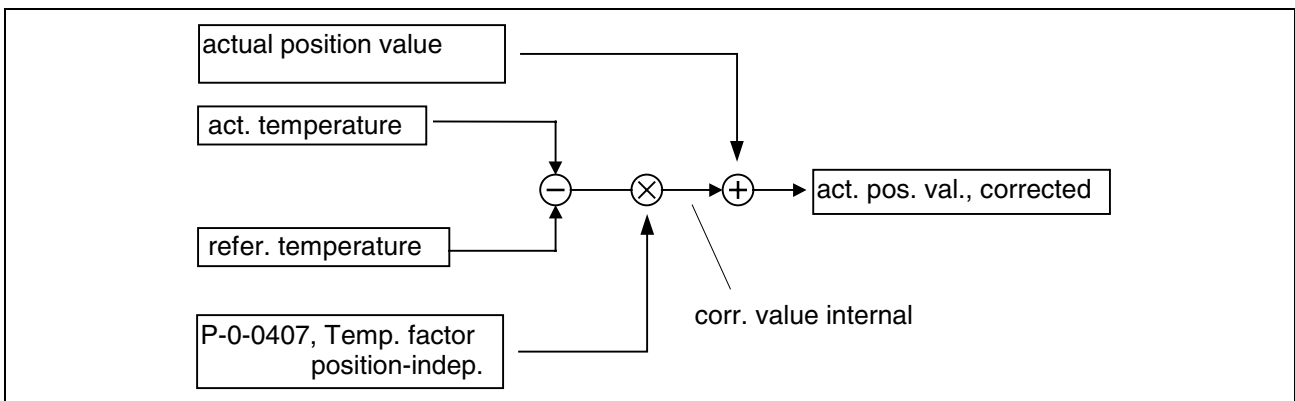 actual position value
act. temperature
act. pos. val., corrected
refer. temperature
corr. value internal
P-0-0407, Temp. factor
position-indep.